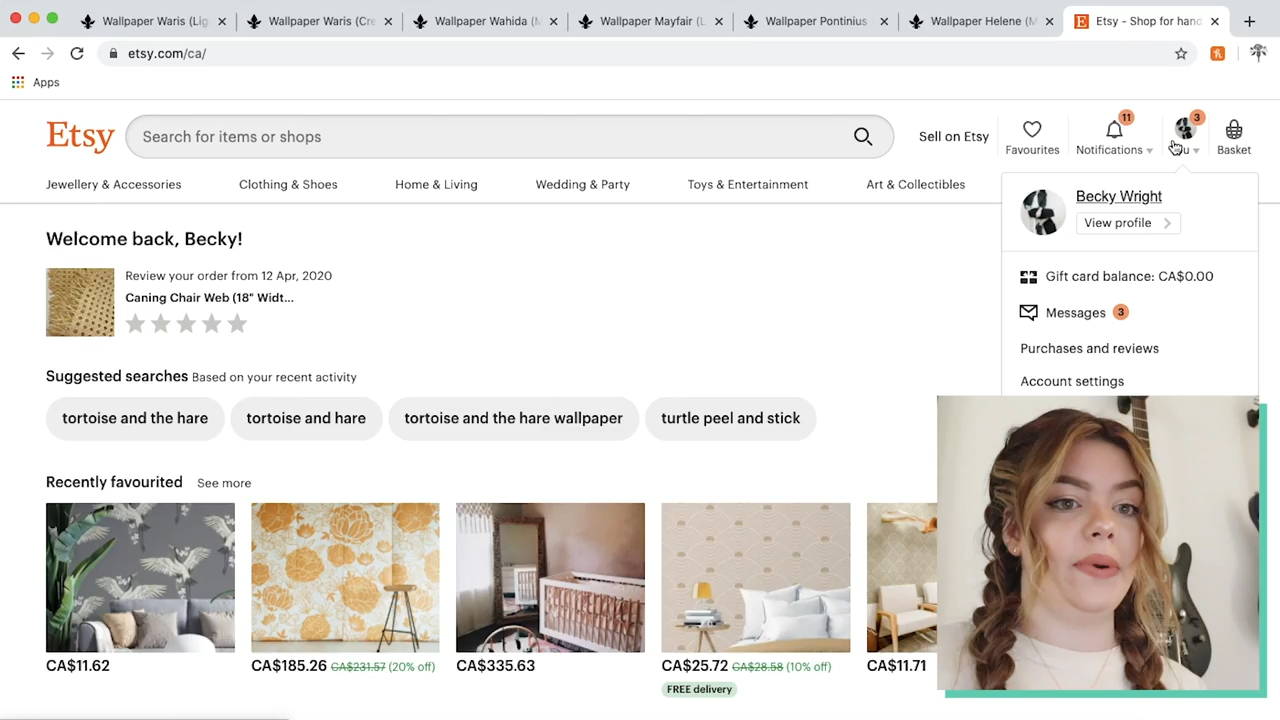 Wallpaper Waris (Lig
Wallpaper Waris (Cre
Wallpaper Wahida (M
Wallpaper Mayfair (L
Wallpaper Pontinius
Wallpaper Helene (M
Etsy - Shop for hand
etsy.com/ca/
Apps
Etsy
Search for items or shops
Sell on Etsy
Favourites
11
Notifications
3
Basket
Jewellery & Accessories
Clothing & Shoes
Home & Living
Wedding & Party
Toys & Entertainment
Art & Collectibles
Becky Wright
View profile
Gift card balance: CA$0.00
Messages 3
Purchases and reviews
Account settings
Welcome back, Becky!
Review your order from 12 Apr, 2020
Caning Chair Web (18" Widt...
Suggested searches Based on your recent activity
tortoise and the hare
tortoise and hare
tortoise and the hare wallpaper
turtle peel and stick
Recently favourited See more
CA$11.62
CA$185.26 CA$231.57 (20% off)
CA$335.63
CA$25.72 CA$28.58 (10% off)
FREE delivery
CA$11.71